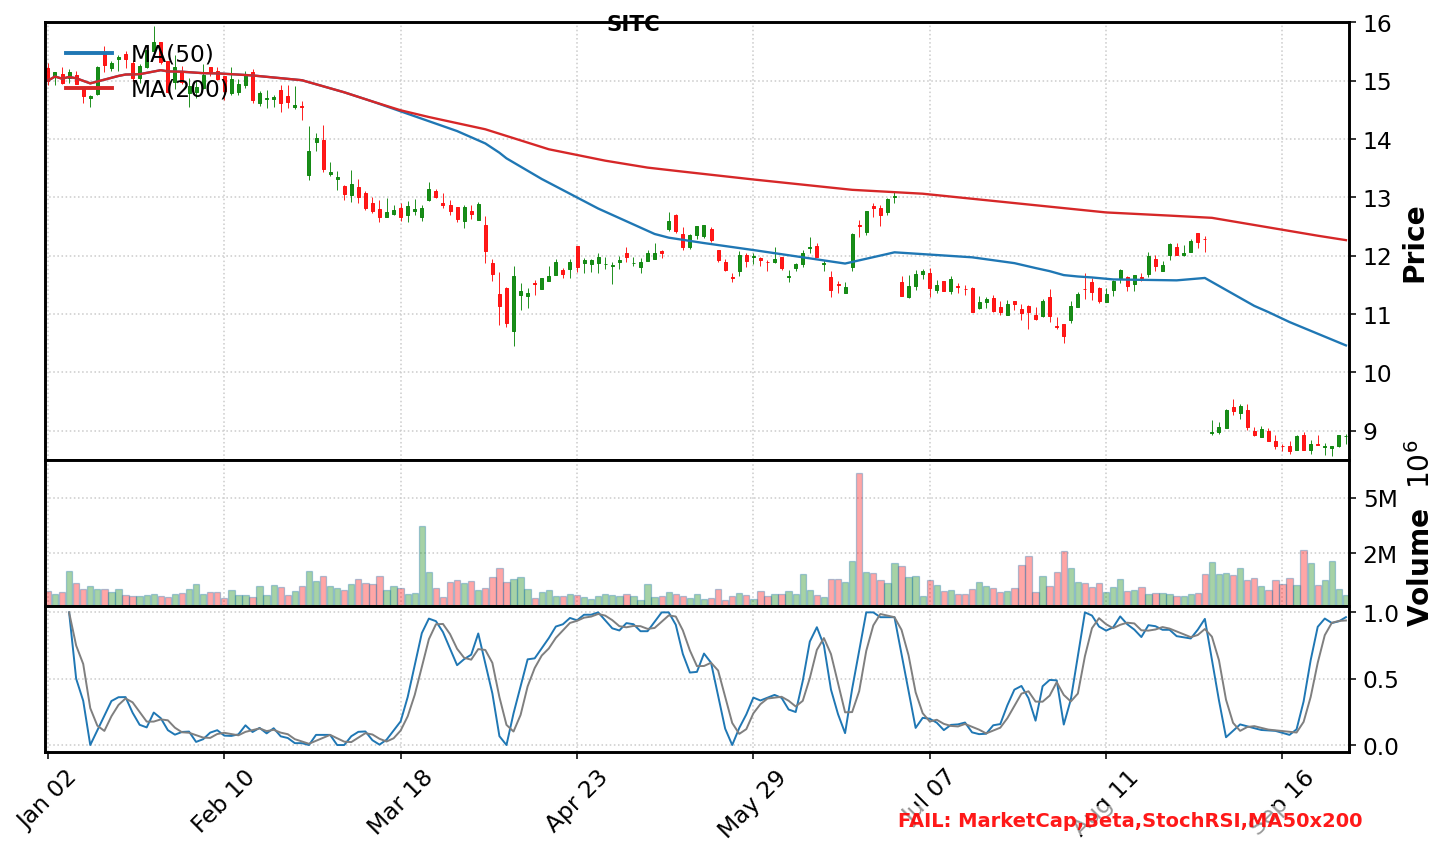 SITC
MA(50)
MA(200)
16
15
14
13
12
11
10
9
Price
5M
2M
Volume 10^6
1.0
0.5
0.0
Jan 02
Feb 10
Mar 18
Apr 23
May 29
Jul 07
Aug 11
Sep 16
FAIL: MarketCap,Beta,StochRSI,MA50x200